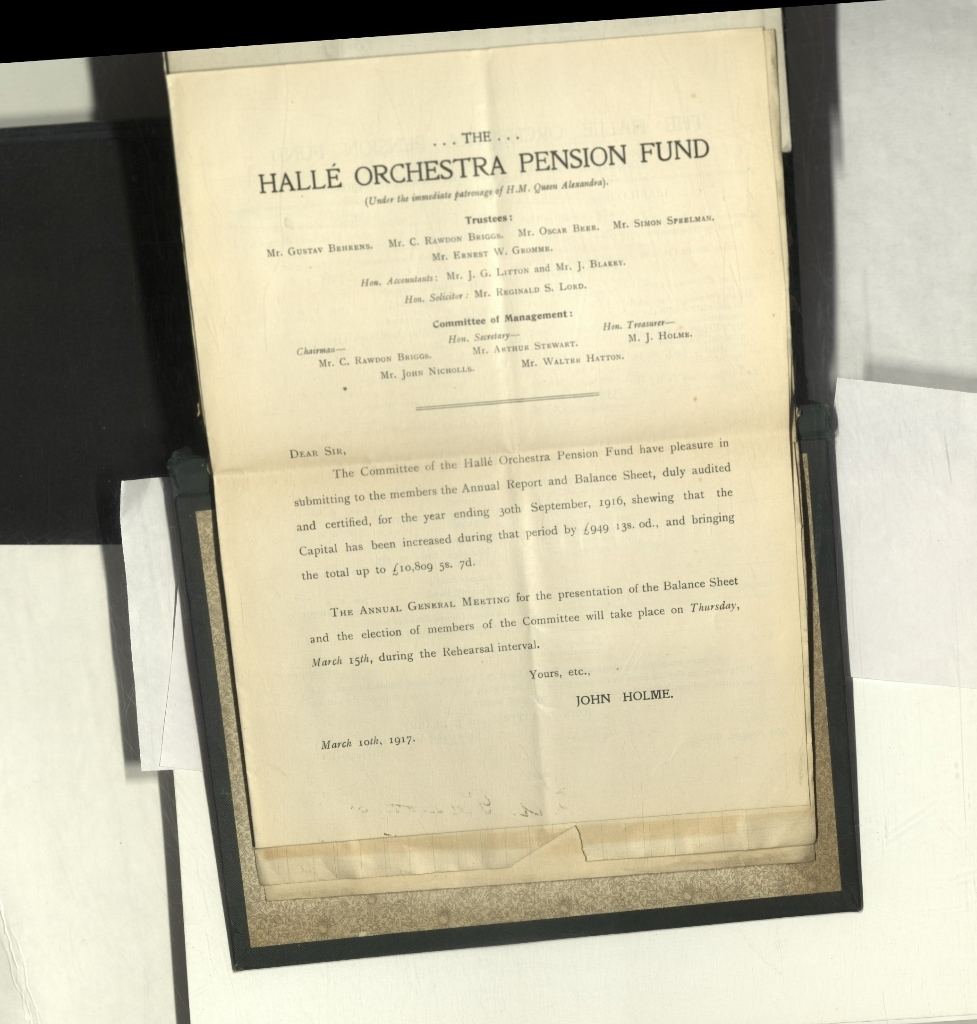 ... THE ...
HALLÉ ORCHESTRA PENSION FUND
(Under the immediate patronage of H.M. Queen Alexandra).
Trustees:
Mr. Gustav Behrens. Mr. C. Rawdon Briggs. Mr. Oscar Beer. Mr. Simon Speelman.
Mr. Ernest W. Gromme.
Hon. Accountants: Mr. J. G. Litton and Mr. J. Blakey.
Hon. Solicitor: Mr. Reginald S. Lord.
Committee of Management:
Chairman— Hon. Secretary— Hon. Treasurer—
Mr. C. Rawdon Briggs. Mr. Arthur Stewart. M. J. Holme.
Mr. John Nicholls. Mr. Walter Hatton.
Dear Sir,
The Committee of the Hallé Orchestra Pension Fund have pleasure in
submitting to the members the Annual Report and Balance Sheet, duly audited
and certified, for the year ending 30th September, 1916, shewing that the
Capital has been increased during that period by £949 13s. 0d., and bringing
the total up to £10,809 5s. 7d.
The Annual General Meeting for the presentation of the Balance Sheet
and the election of members of the Committee will take place on Thursday,
March 15th, during the Rehearsal interval.
Yours, etc.,
JOHN HOLME.
March 10th, 1917.